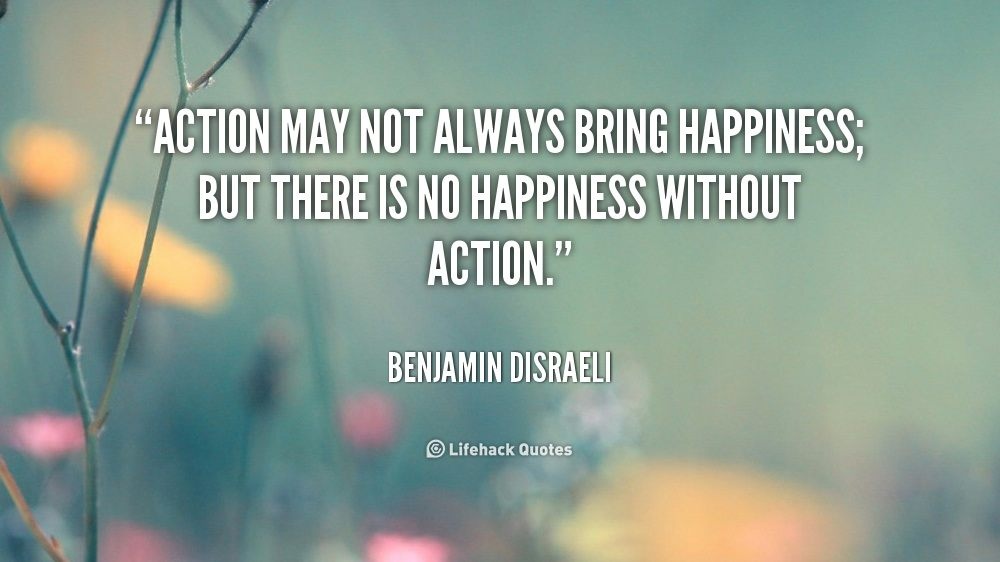 “ACTION MAY NOT ALWAYS BRING HAPPINESS;
BUT THERE IS NO HAPPINESS WITHOUT
ACTION.”
BENJAMIN DISRAELI
Lifehack Quotes